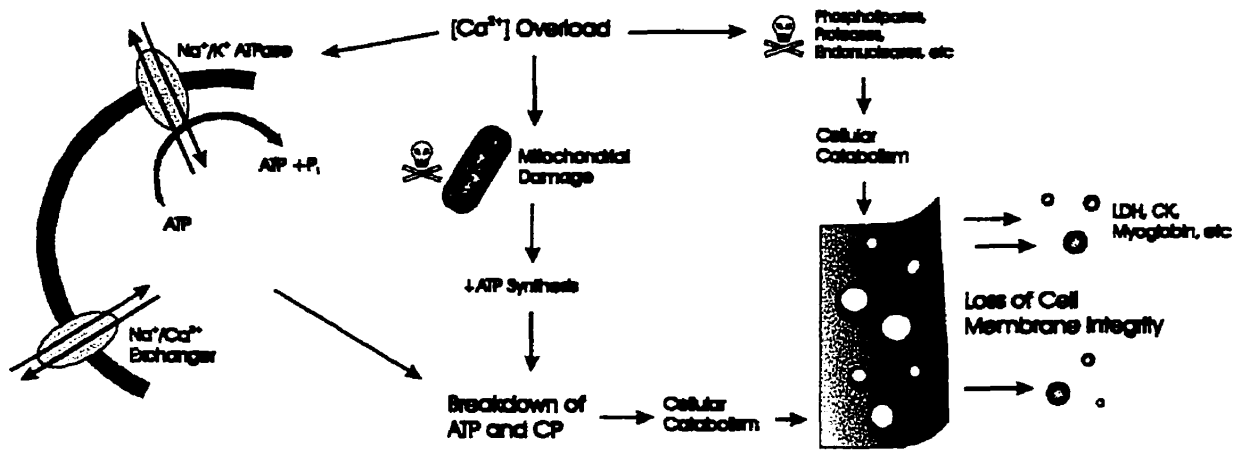 [Ca²⁺] Overload
Phospholipases,
Proteases,
Endonucleases, etc
Na⁺/K⁺ ATPase
ATP +Pᵢ
ATP
Mitochondrial
Damage
Cellular
Catabolism
LDH, CK,
Myoglobin, etc
↓ATP Synthesis
Loss of Cell
Membrane Integrity
Na⁺/Ca²⁺
Exchanger
Breakdown of
ATP and CP
Cellular
Catabolism